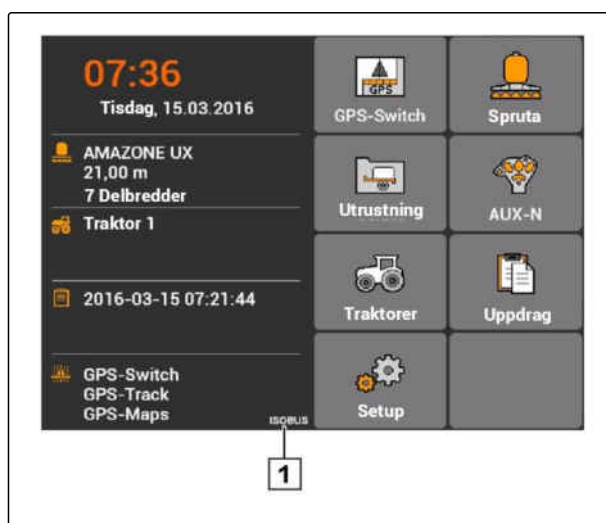 07:36
Tisdag, 15.03.2016
AMAZONE UX
21,00 m
7 Delbredder
Traktor 1
2016-03-15 07:21:44
GPS-Switch
GPS-Track
GPS-Maps
ISOBUS
GPS
GPS-Switch
Spruta
Utrustning
AUX-N
Traktorer
Uppdrag
Setup
1